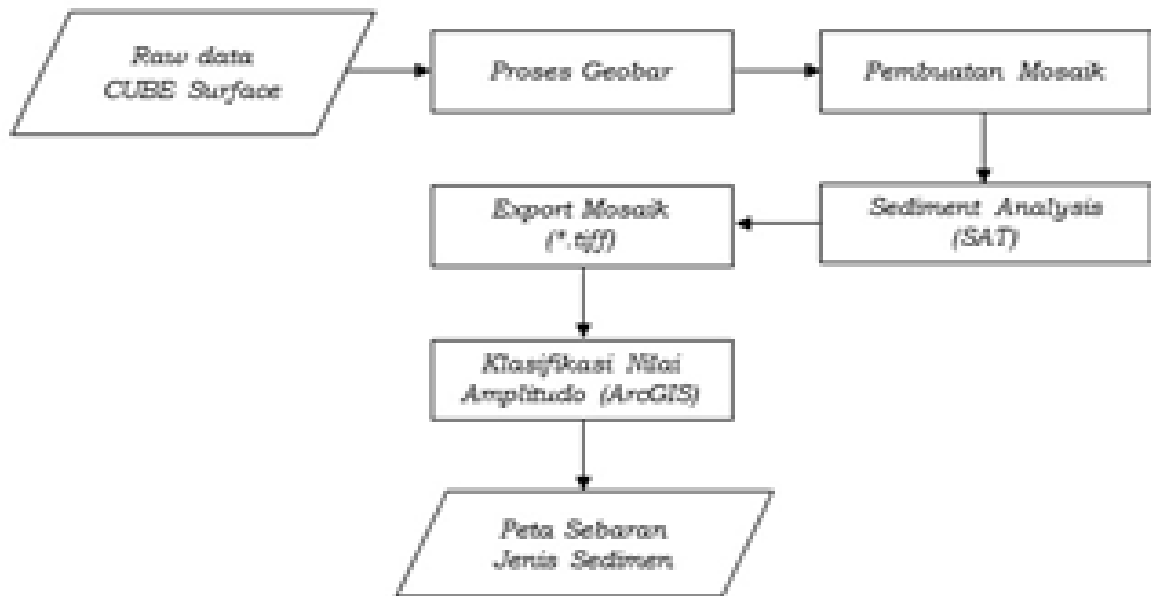 Raw data
CUBE Surface
Proses Geobar
Pembuatan Mosaik
Sediment Analysis
(SAT)
Export Mosaik
(*.tiff)
Klasifikasi Nilai
Amplitudo (ArcGIS)
Peta Sebaran
Jenis Sedimen